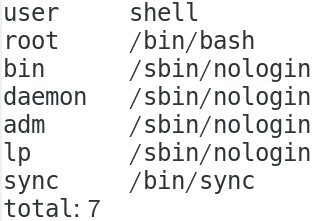 user shell
root /bin/bash
bin /sbin/nologin
daemon /sbin/nologin
adm /sbin/nologin
lp /sbin/nologin
sync /bin/sync
total: 7